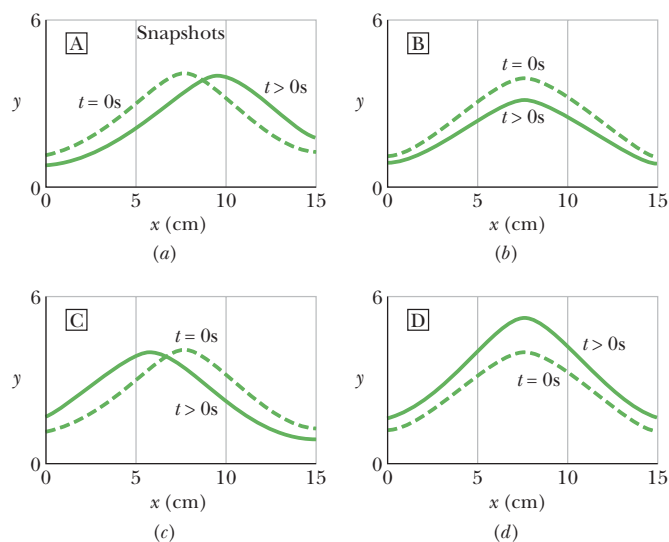 6
A
Snapshots
t = 0s
t > 0s
y
0
0
5
10
15
x (cm)
(a)
6
B
t = 0s
t > 0s
y
0
0
5
10
15
x (cm)
(b)
6
C
t = 0s
t > 0s
y
0
0
5
10
15
x (cm)
(c)
6
D
t > 0s
t = 0s
y
0
0
5
10
15
x (cm)
(d)